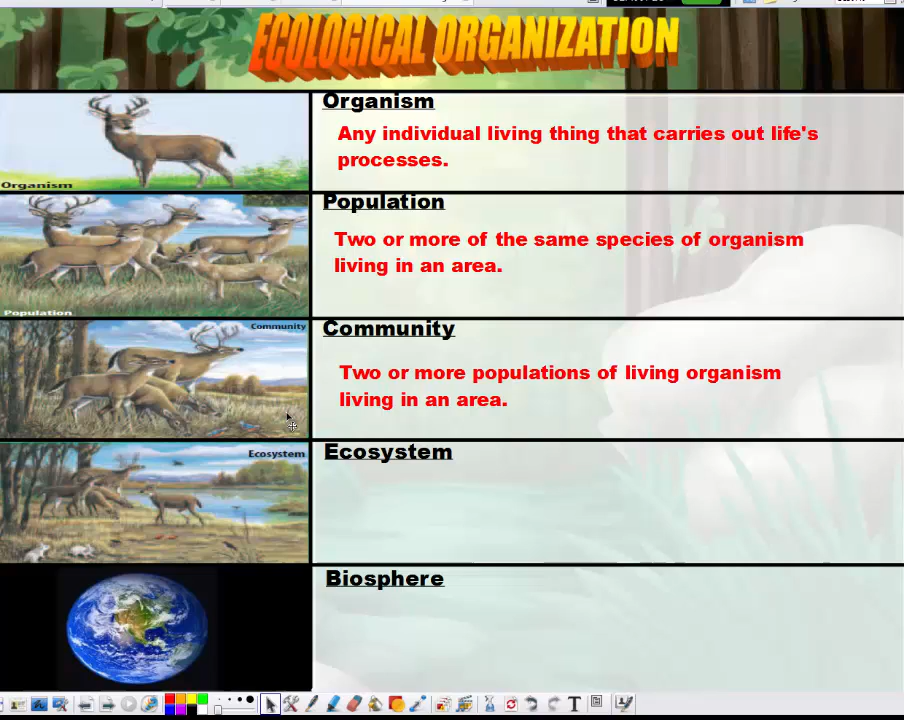 ECOLOGICAL ORGANIZATION
Organism
Organism
Any individual living thing that carries out life's
processes.
Population
Population
Two or more of the same species of organism
living in an area.
Community
Community
Two or more populations of living organism
living in an area.
Ecosystem
Ecosystem
Biosphere